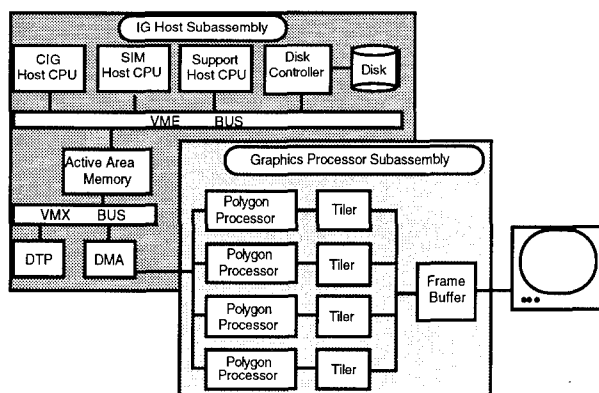 IG Host Subassembly
CIG
Host CPU
SIM
Host CPU
Support
Host CPU
Disk
Controller
Disk
VME BUS
Active Area
Memory
VMX BUS
DTP
DMA
Graphics Processor Subassembly
Polygon
Processor
Tiler
Polygon
Processor
Tiler
Polygon
Processor
Tiler
Polygon
Processor
Tiler
Frame
Buffer